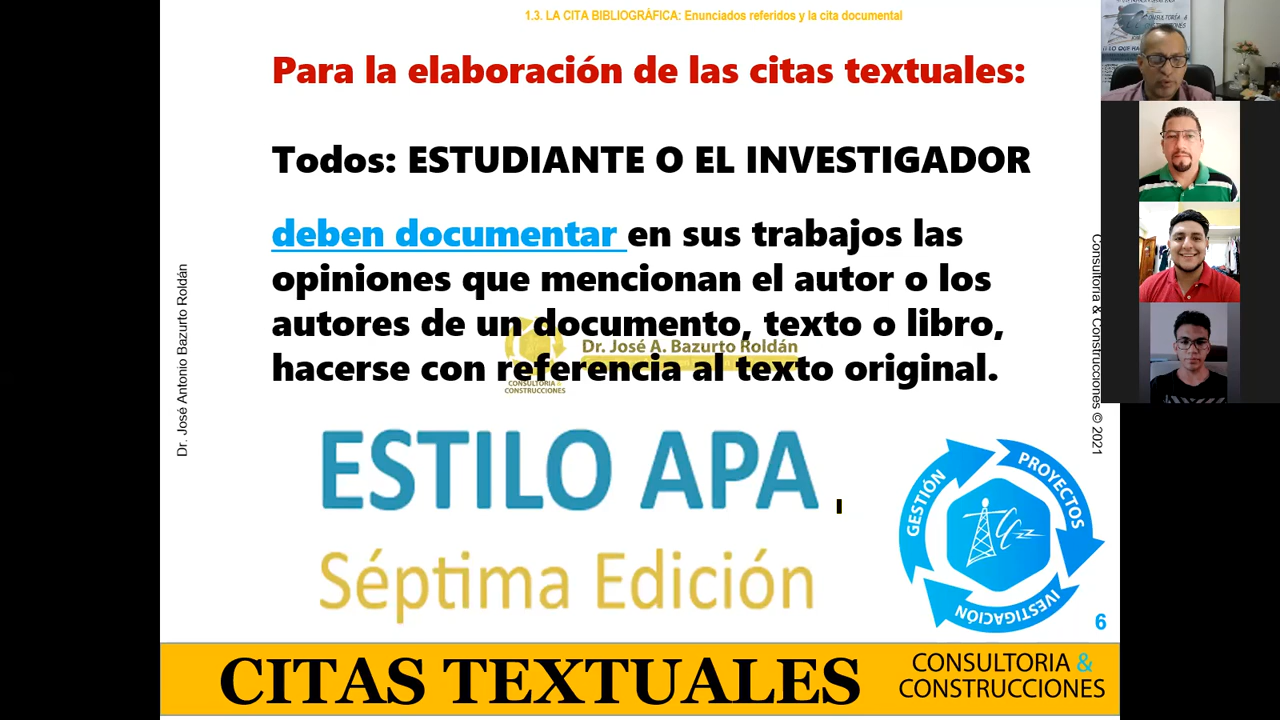 1.3. LA CITA BIBLIOGRÁFICA: Enunciados referidos y la cita documental
Para la elaboración de las citas textuales:
Todos: ESTUDIANTE O EL INVESTIGADOR
deben documentar en sus trabajos las
opiniones que mencionan el autor o los
autores de un documento, texto o libro,
hacerse con referencia al texto original.
Dr. José A. Bazurto Roldán
CONSULTORIA &
CONSTRUCCIONES
Dr. José Antonio Bazurto Roldán
Consultoria & Construcciones © 2021
ESTILO APA
Séptima Edición
GESTIÓN
PROYECTOS
IVESTIGACIÓN
6
CITAS TEXTUALES
CONSULTORIA &
CONSTRUCCIONES